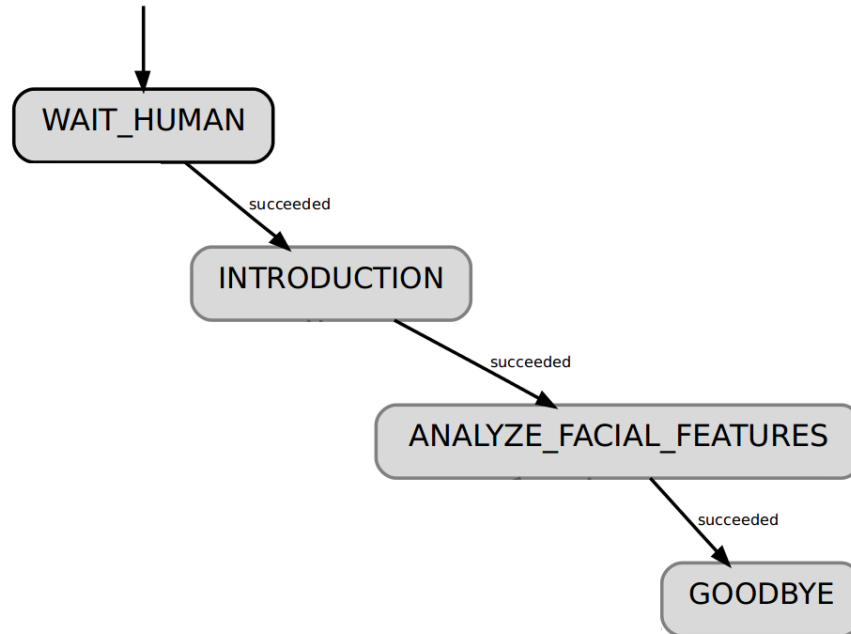 WAIT_HUMAN
succeeded
INTRODUCTION
succeeded
ANALYZE_FACIAL_FEATURES
succeeded
GOODBYE